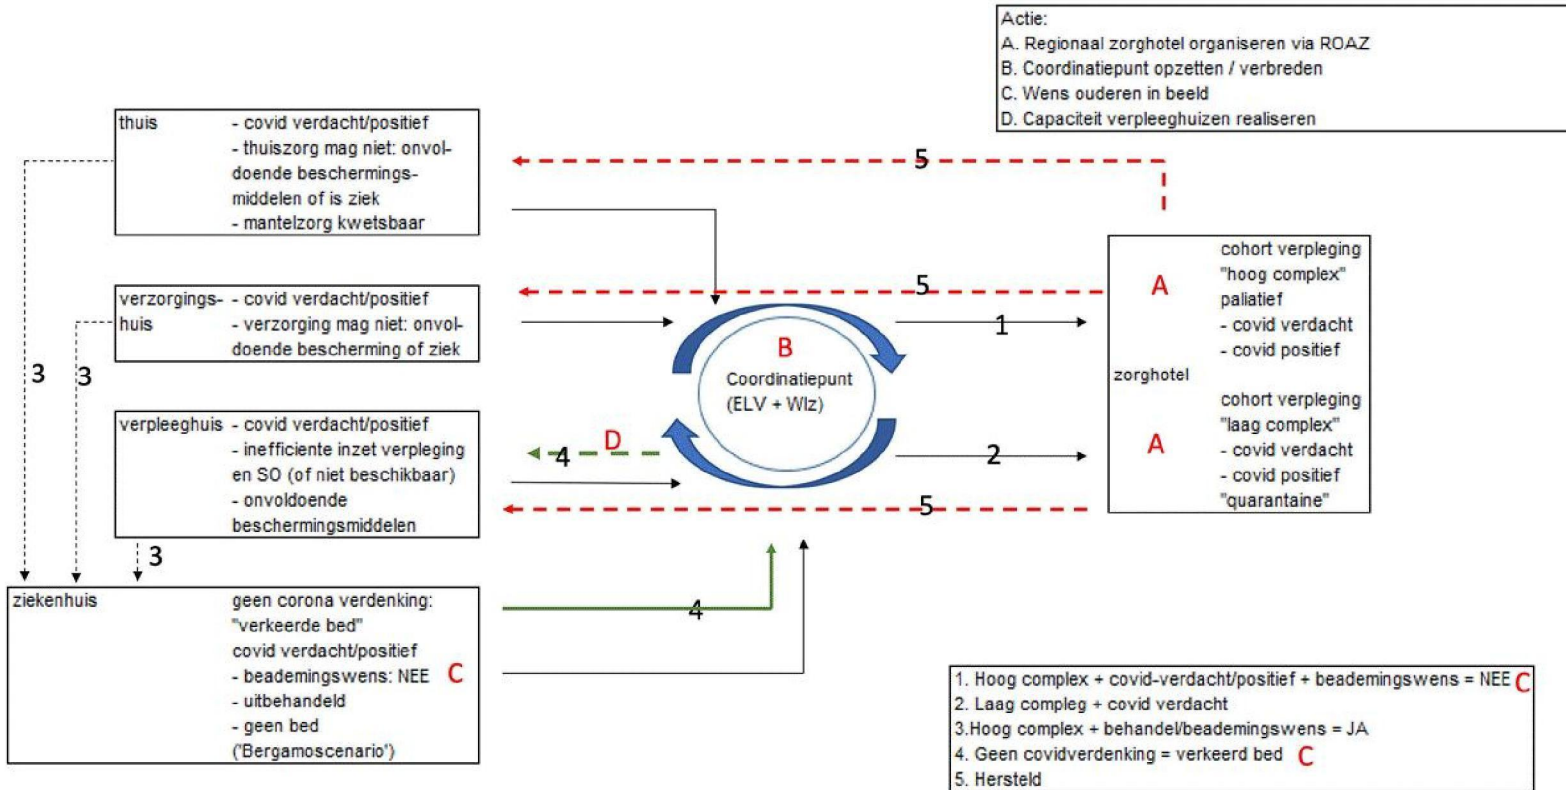 Actie:
A. Regionaal zorghotel organiseren via ROAZ
B. Coordinatiepunt opzetten / verbreden
C. Wens ouderen in beeld
D. Capaciteit verpleeghuizen realiseren
thuis - covid verdacht/positief
- thuiszorg mag niet: onvol-
doende beschermings-
middelen of is ziek
- mantelzorg kwetsbaar
5
verzorgings- - covid verdacht/positief
huis - verzorging mag niet: onvol-
doende bescherming of ziek
5
1
3
3
B
Coordinatiepunt
(ELV + Wlz)
A
cohort verpleging
"hoog complex"
paliatief
- covid verdacht
- covid positief
zorghotel
cohort verpleging
"laag complex"
A
- covid verdacht
- covid positief
"quarantaine"
verpleeghuis - covid verdacht/positief
- inefficiente inzet verpleging
en SO (of niet beschikbaar)
- onvoldoende
beschermingsmiddelen
D
4
2
5
3
ziekenhuis geen corona verdenking:
"verkeerde bed"
covid verdacht/positief
- beademingswens: NEE C
- uitbehandeld
- geen bed
('Bergamoscenario')
4
1. Hoog complex + covid-verdacht/positief + beademingswens = NEE C
2. Laag compleg + covid verdacht
3.Hoog complex + behandel/beademingswens = JA
4. Geen covidverdenking = verkeerd bed C
5. Hersteld